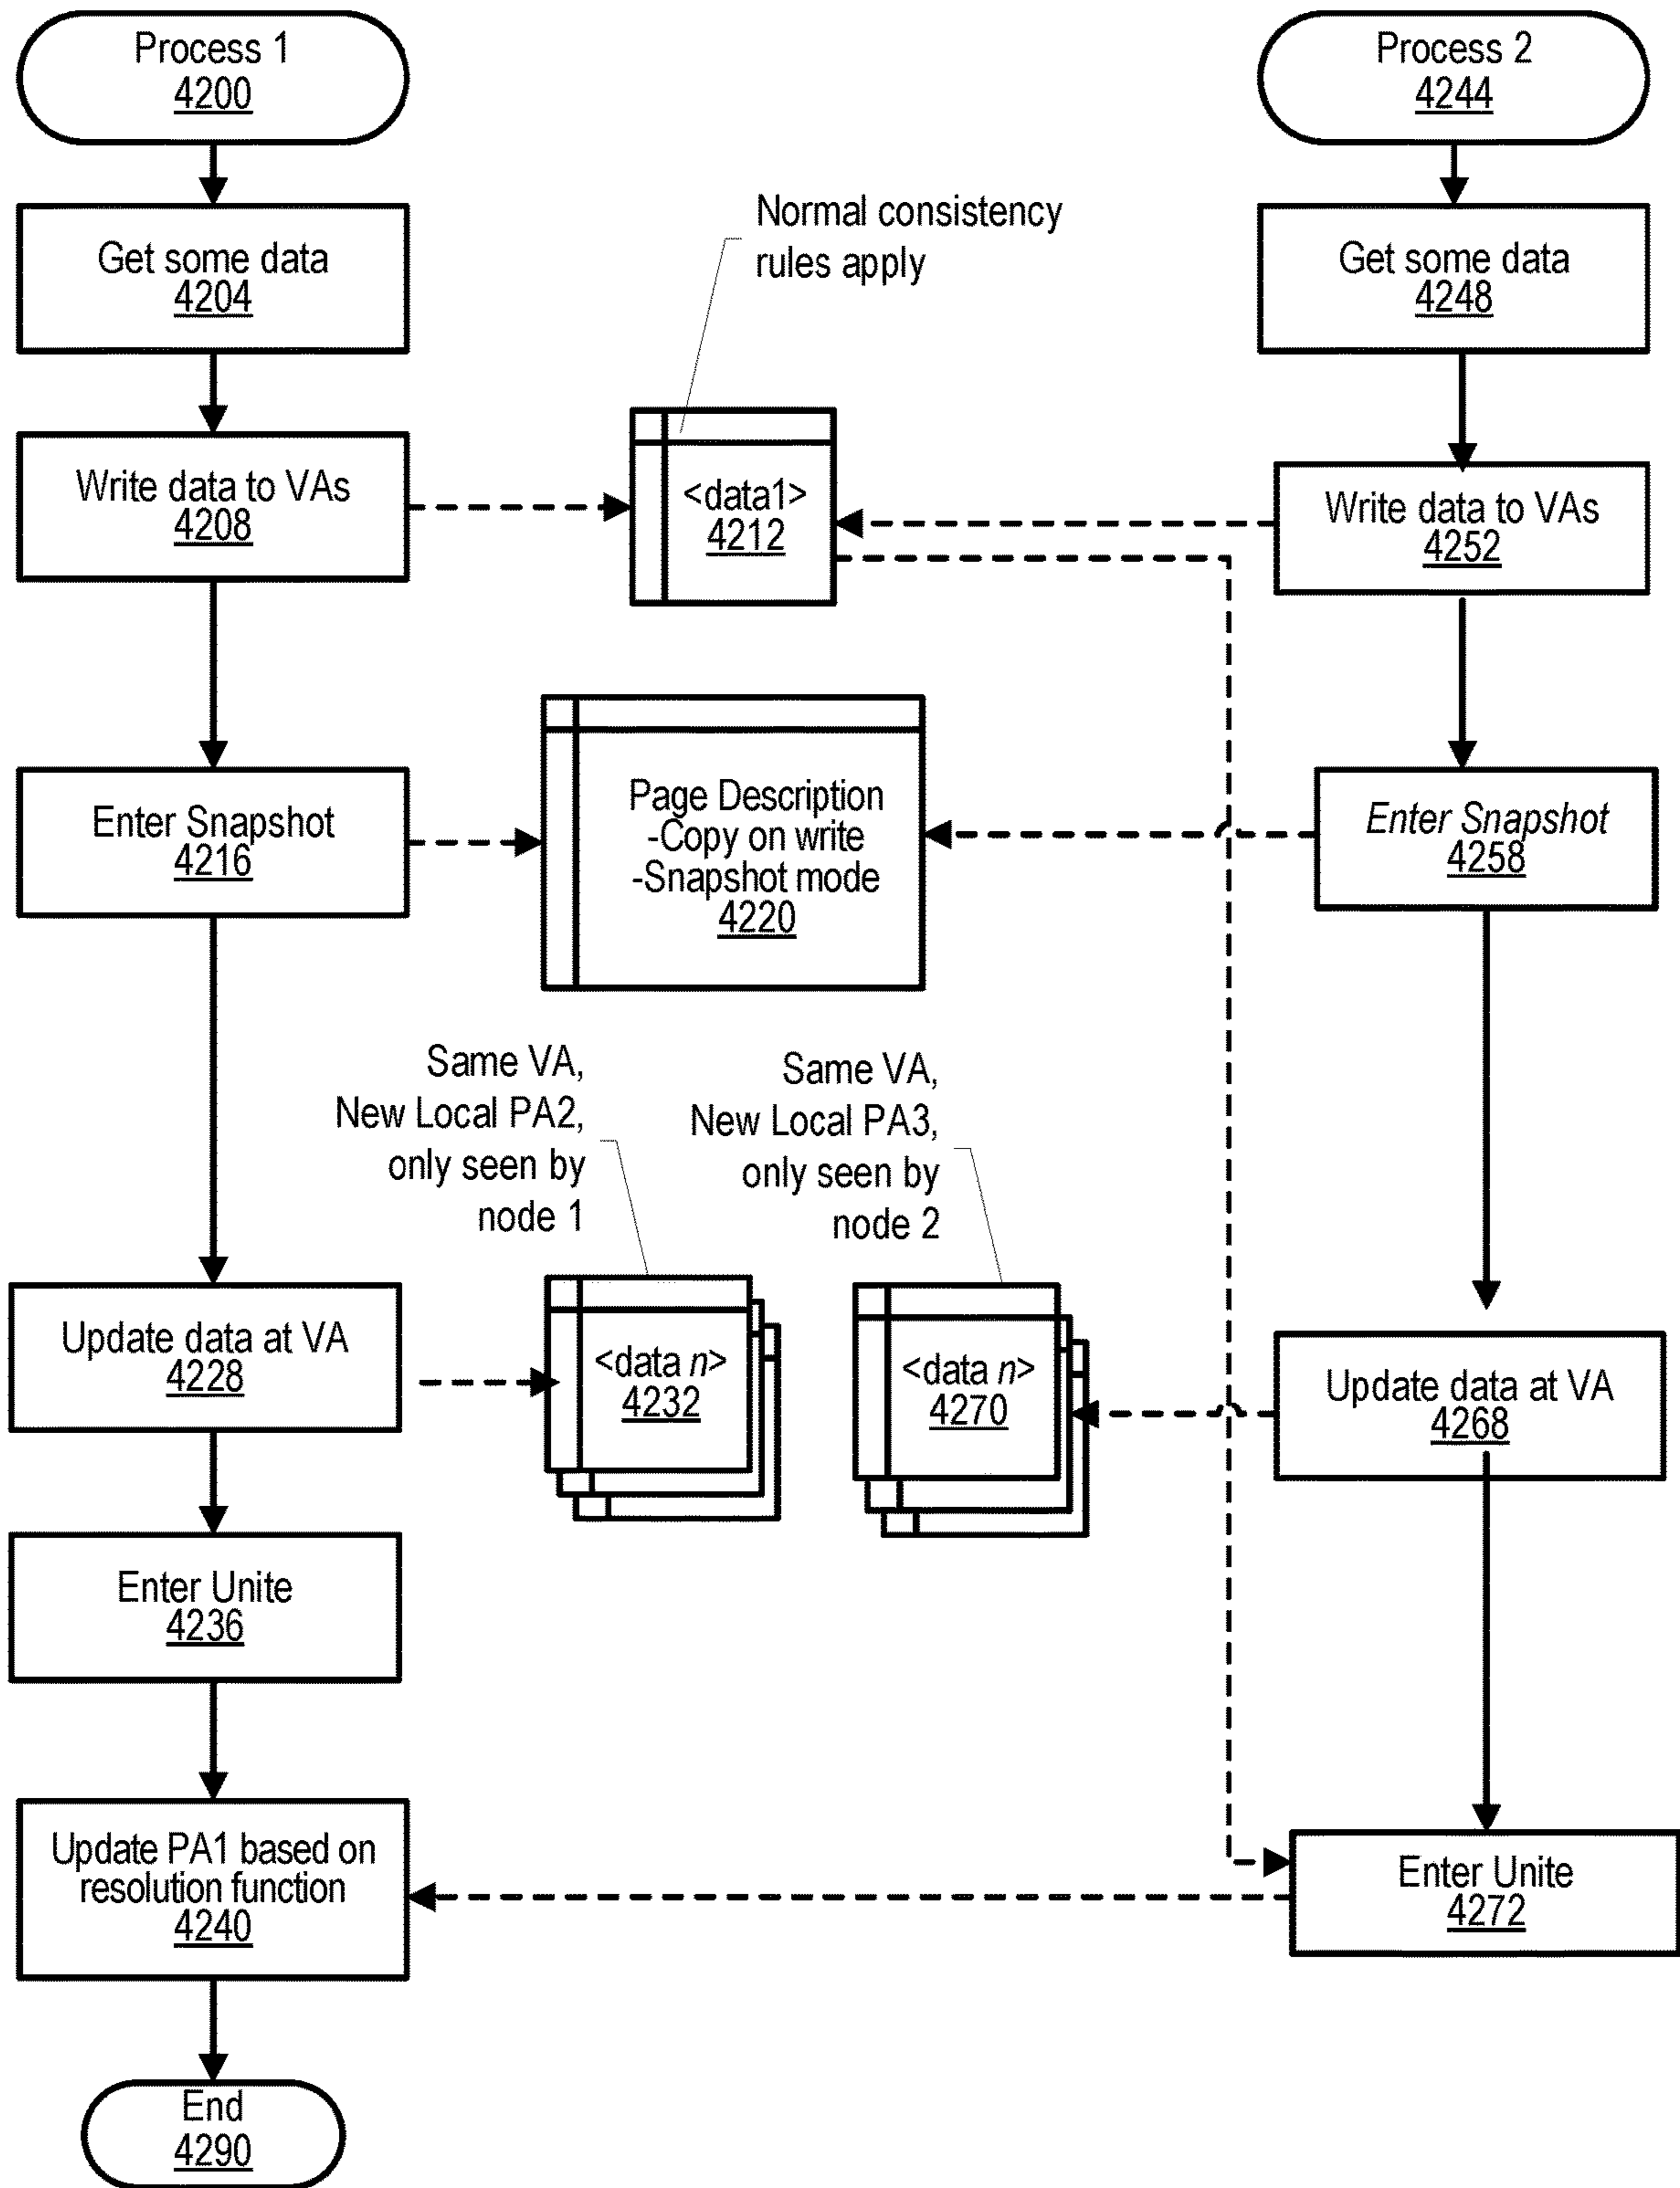 Process 1
4200
Process 2
4244
Get some data
4204
Normal consistency
rules apply
Get some data
4248
Write data to VAs
4208
<data1>
4212
Write data to VAs
4252
Enter Snapshot
4216
Page Description
-Copy on write
-Snapshot mode
4220
Enter Snapshot
4258
Same VA,
New Local PA2,
only seen by
node 1
Same VA,
New Local PA3,
only seen by
node 2
Update data at VA
4228
<data n>
4232
<data n>
4270
Update data at VA
4268
Enter Unite
4236
Update PA1 based on
resolution function
4240
Enter Unite
4272
End
4290